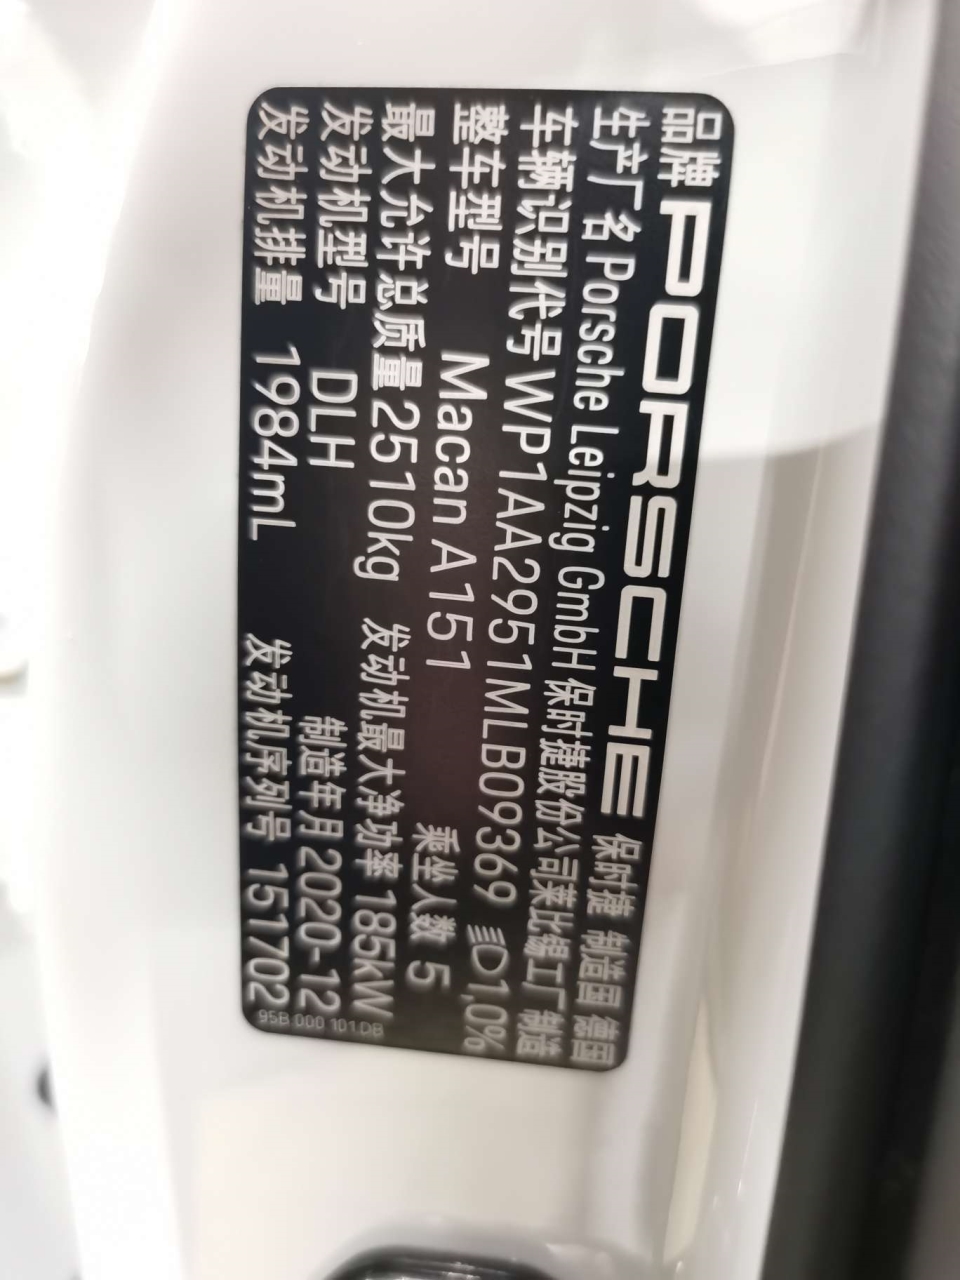 品牌 PORSCHE 保时捷 制造国 德国
生产厂名 Porsche Leipzig GmbH 保时捷股份公司莱比锡工厂制造
车辆识别代号 WP1AA2951MLB09369 1,0%
整车型号 Macan A151 乘坐人数 5
最大允许总质量 2510kg 发动机最大净功率 185kW
发动机型号 DLH 制造年月 2020-12
发动机排量 1984mL 发动机序列号 151702
95B 000 101 DB